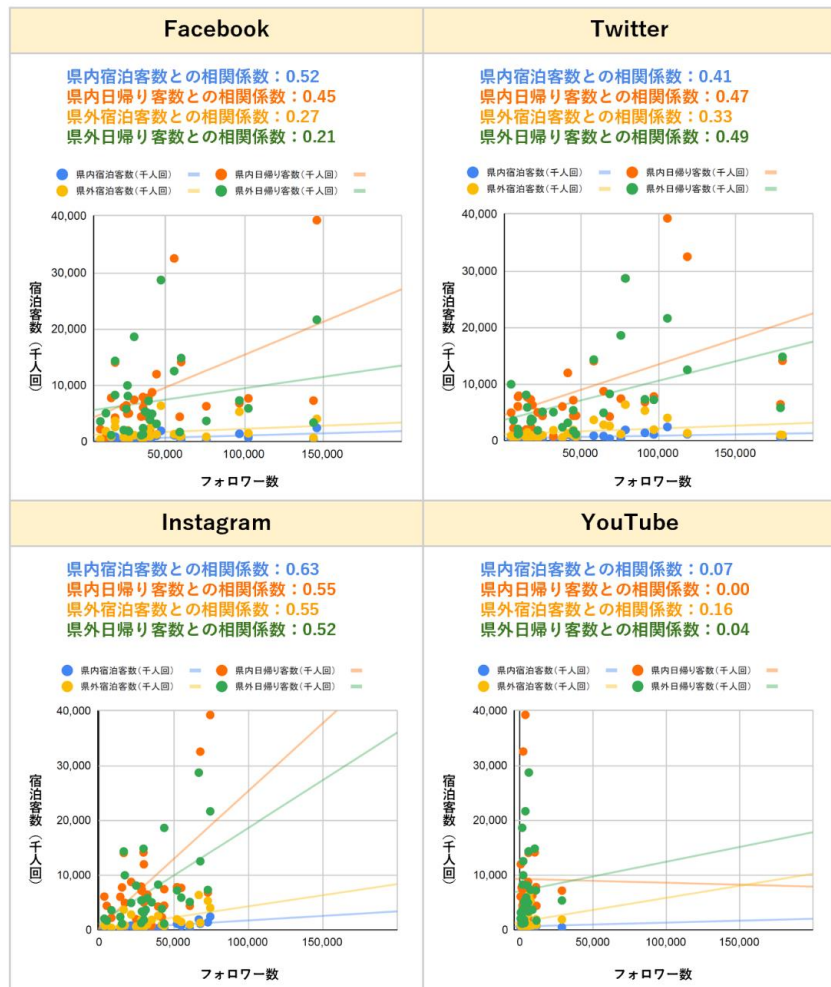 Facebook
Twitter
県内宿泊客数との相関係数：0.52
県内日帰り客数との相関係数：0.45
県外宿泊客数との相関係数：0.27
県外日帰り客数との相関係数：0.21
県内宿泊客数との相関係数：0.41
県内日帰り客数との相関係数：0.47
県外宿泊客数との相関係数：0.33
県外日帰り客数との相関係数：0.49
県内宿泊客数(千人回)
県内日帰り客数(千人回)
県外宿泊客数(千人回)
県外日帰り客数(千人回)
40,000
30,000
20,000
10,000
0
宿泊客数（千人回）
50,000
100,000
150,000
フォロワー数
県内宿泊客数(千人回)
県内日帰り客数(千人回)
県外宿泊客数(千人回)
県外日帰り客数(千人回)
40,000
30,000
20,000
10,000
0
宿泊客数（千人回）
50,000
100,000
150,000
フォロワー数
Instagram
YouTube
県内宿泊客数との相関係数：0.63
県内日帰り客数との相関係数：0.55
県外宿泊客数との相関係数：0.55
県外日帰り客数との相関係数：0.52
県内宿泊客数との相関係数：0.07
県内日帰り客数との相関係数：0.00
県外宿泊客数との相関係数：0.16
県外日帰り客数との相関係数：0.04
県内宿泊客数(千人回)
県内日帰り客数(千人回)
県外宿泊客数(千人回)
県外日帰り客数(千人回)
40,000
30,000
20,000
10,000
0
宿泊客数（千人回）
0
50,000
100,000
150,000
フォロワー数
県内宿泊客数(千人回)
県内日帰り客数(千人回)
県外宿泊客数(千人回)
県外日帰り客数(千人回)
40,000
30,000
20,000
10,000
0
宿泊客数（千人回）
0
50,000
100,000
150,000
フォロワー数